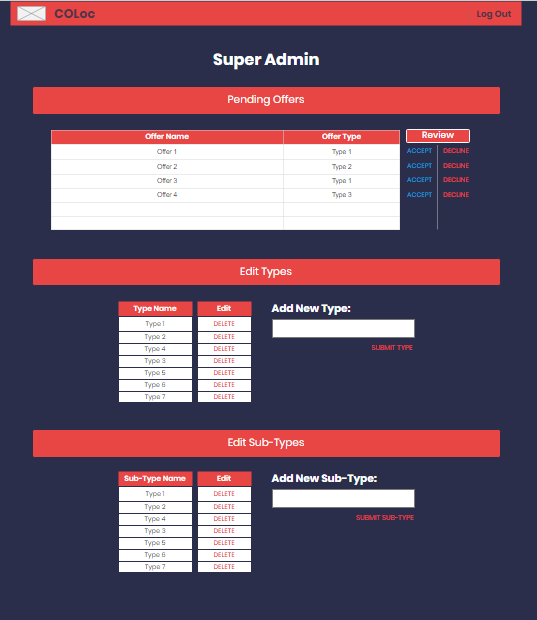 COLoc Log Out
Super Admin
Pending Offers
Offer Name Offer Type Review
Offer 1 Type 1 ACCEPT DECLINE
Offer 2 Type 2 ACCEPT DECLINE
Offer 3 Type 1 ACCEPT DECLINE
Offer 4 Type 3 ACCEPT DECLINE
Edit Types
Type Name Edit Add New Type:
Type 1 DELETE
Type 2 DELETE
Type 4 DELETE SUBMIT TYPE
Type 3 DELETE
Type 5 DELETE
Type 6 DELETE
Type 7 DELETE
Edit Sub-Types
Sub-Type Name Edit Add New Sub-Type:
Type 1 DELETE
Type 2 DELETE
Type 4 DELETE SUBMIT SUB-TYPE
Type 3 DELETE
Type 5 DELETE
Type 6 DELETE
Type 7 DELETE